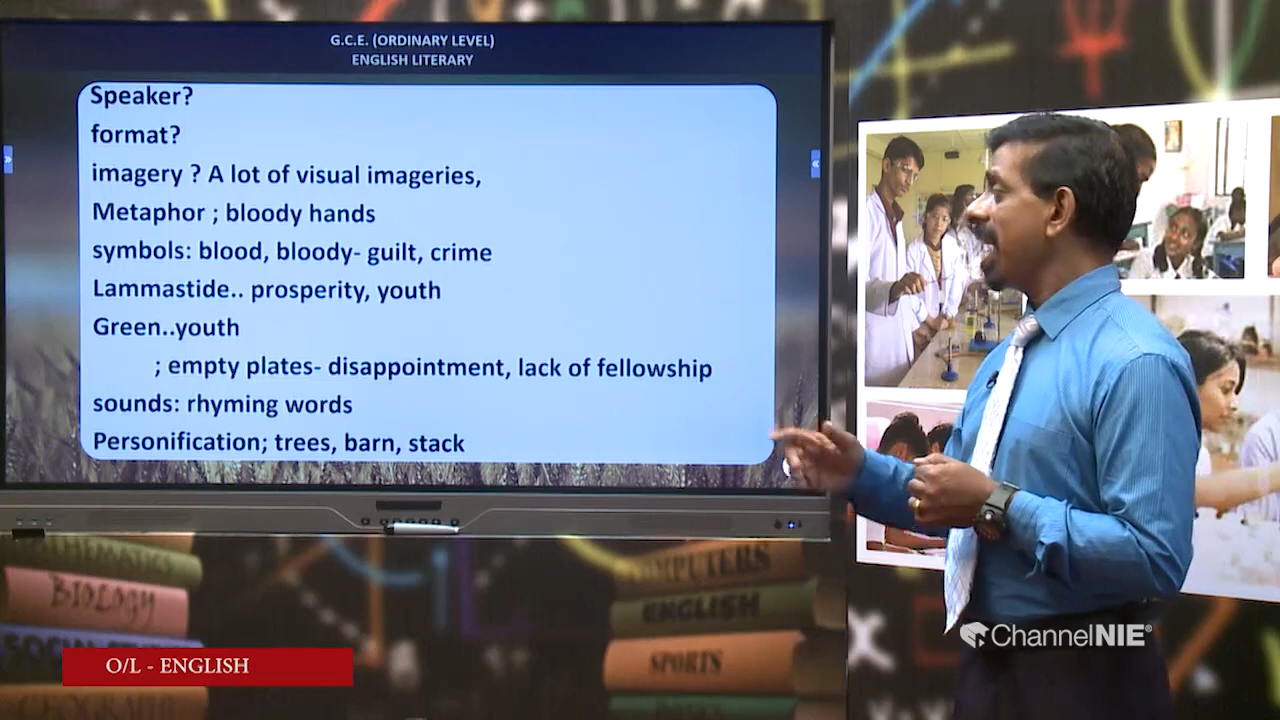 G.C.E. (ORDINARY LEVEL)
ENGLISH LITERARY
Speaker?
format?
imagery ? A lot of visual imageries,
Metaphor ; bloody hands
symbols: blood, bloody- guilt, crime
Lammastide.. prosperity, youth
Green..youth
; empty plates- disappointment, lack of fellowship
sounds: rhyming words
Personification; trees, barn, stack
MATHEMATICS
BIOLOGY
COMPUTERS
ENGLISH
SPORTS
O/L - ENGLISH
ChannelNIE®